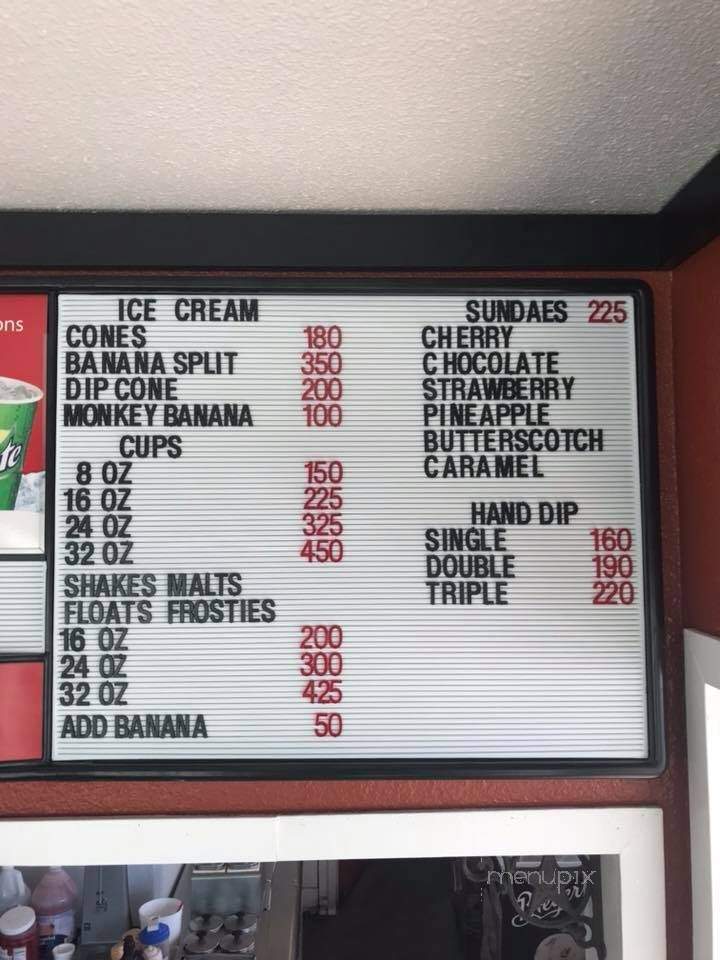 ons
ICE CREAM
CONES 180
BANANA SPLIT 350
DIP CONE 200
MONKEY BANANA 100
CUPS
8 OZ 150
16 OZ 225
24 OZ 325
32 OZ 450
SHAKES MALTS
FLOATS FROSTIES
16 OZ 200
24 OZ 300
32 OZ 425
ADD BANANA 50
SUNDAES 225
CHERRY
CHOCOLATE
STRAWBERRY
PINEAPPLE
BUTTERSCOTCH
CARAMEL
HAND DIP
SINGLE 160
DOUBLE 190
TRIPLE 220
menupix